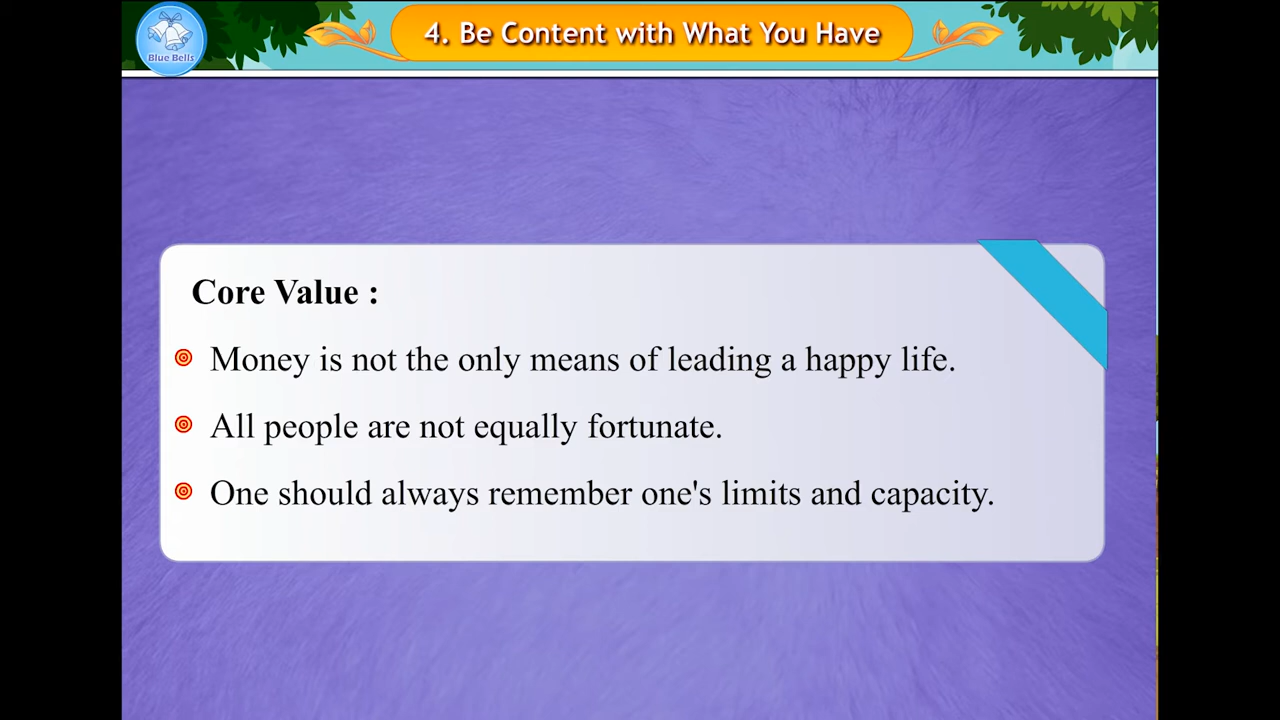 4. Be Content with What You Have
Blue Bells
Core Value :
Money is not the only means of leading a happy life.
All people are not equally fortunate.
One should always remember one's limits and capacity.